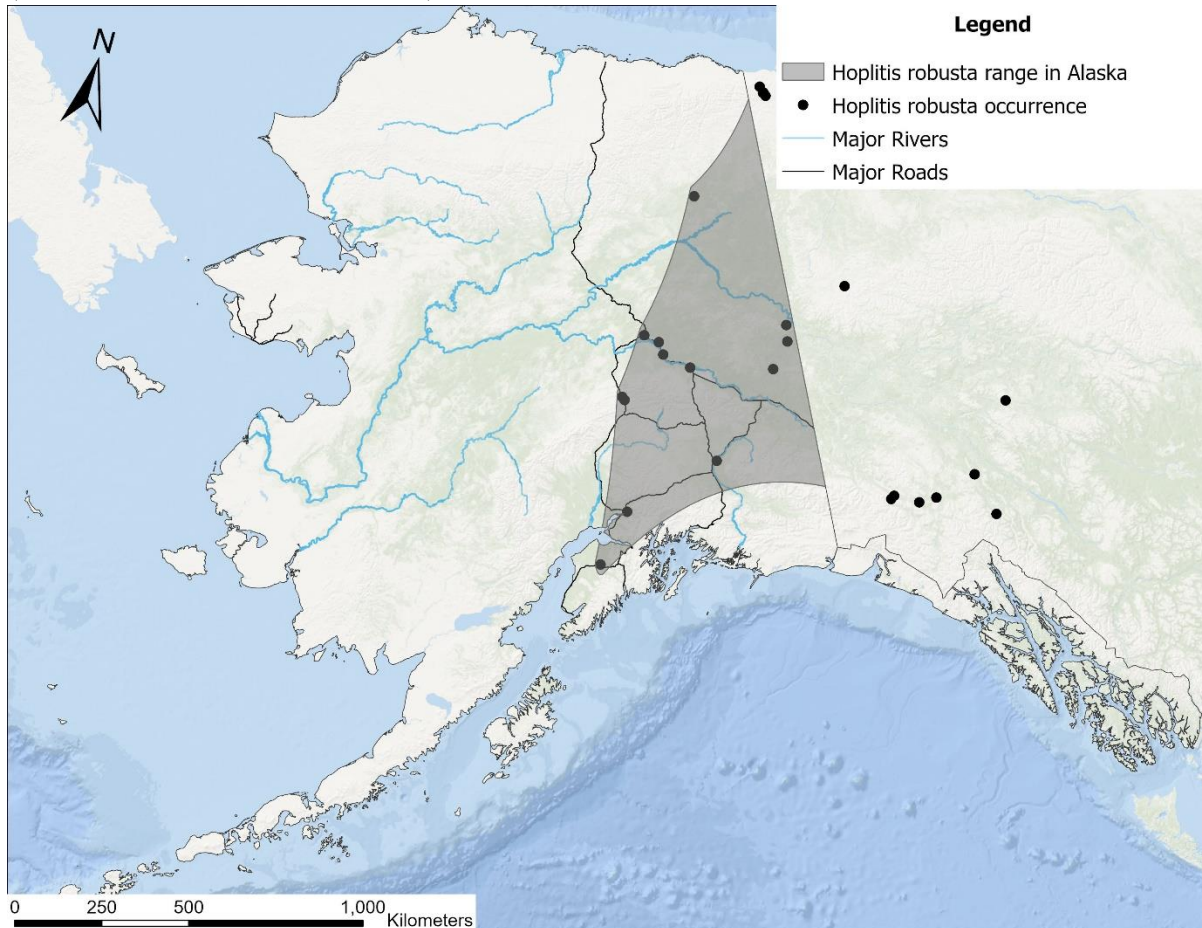 N
Legend
Hoplitis robusta range in Alaska
Hoplitis robusta occurrence
Major Rivers
Major Roads
0 250 500 1,000
Kilometers